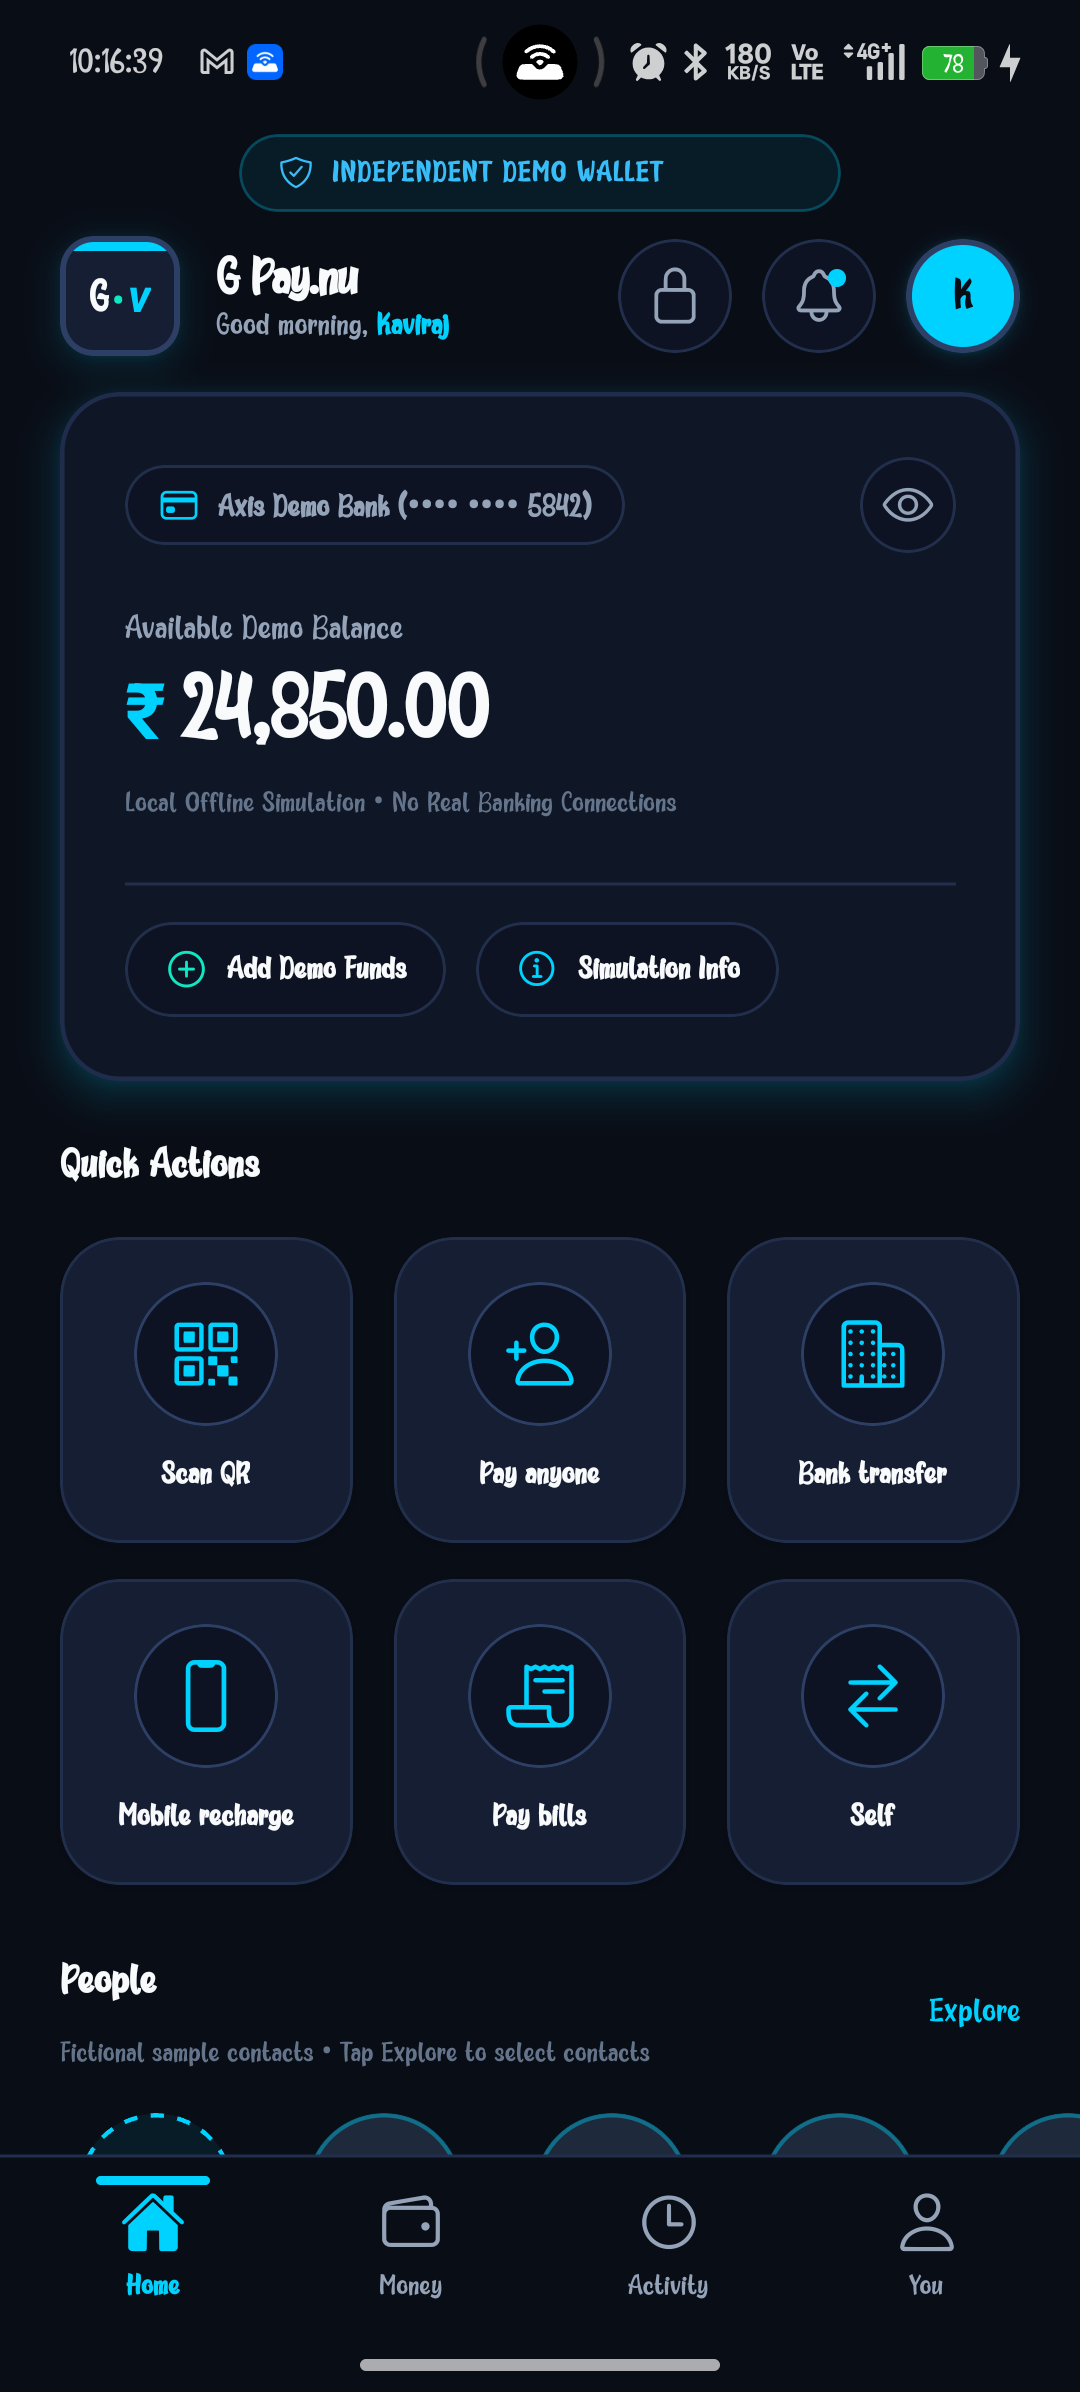 10:16:39
180 KB/S
Vo LTE
4G+
78
INDEPENDENT DEMO WALLET
G·v
G Pay.nu
Good morning, Kaviraj
K
Axis Demo Bank (•••• •••• 5842)
Available Demo Balance
₹ 24,850.00
Local Offline Simulation • No Real Banking Connections
Add Demo Funds
Simulation Info
Quick Actions
Scan QR
Pay anyone
Bank transfer
Mobile recharge
Pay bills
Self
People
Explore
Fictional sample contacts • Tap Explore to select contacts
Home
Money
Activity
You